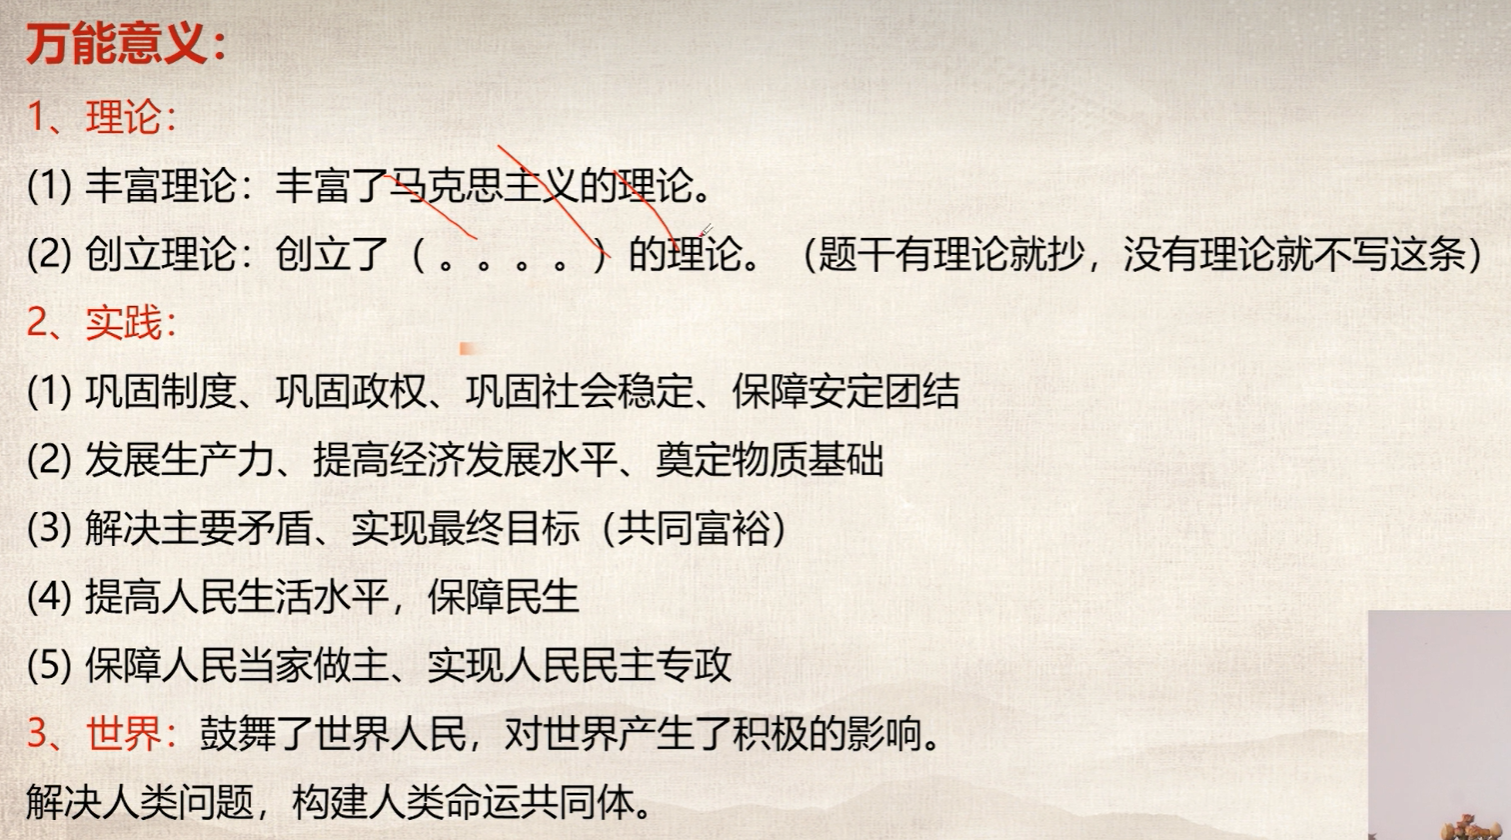 万能意义：
1、理论：
(1) 丰富理论：丰富了马克思主义的理论。
(2) 创立理论：创立了（ 。。。。）的理论。（题干有理论就抄，没有理论就不写这条）
2、实践：
(1) 巩固制度、巩固政权、巩固社会稳定、保障安定团结
(2) 发展生产力、提高经济发展水平、奠定物质基础
(3) 解决主要矛盾、实现最终目标（共同富裕）
(4) 提高人民生活水平，保障民生
(5) 保障人民当家做主、实现人民民主专政
3、世界：鼓舞了世界人民，对世界产生了积极的影响。
解决人类问题，构建人类命运共同体。